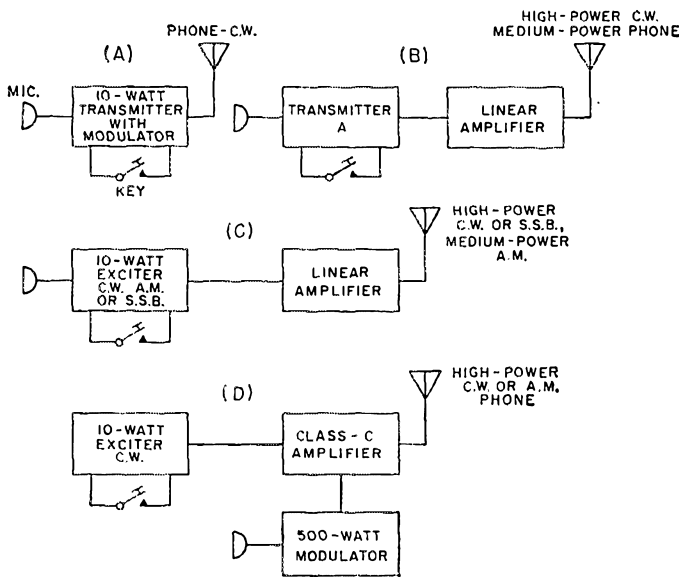 (A)
PHONE-C.W.
MIC.
10-WATT
TRANSMITTER
WITH
MODULATOR
KEY
(B)
HIGH-POWER C.W.
MEDIUM-POWER PHONE
TRANSMITTER
A
LINEAR
AMPLIFIER
(C)
10-WATT
EXCITER
C.W. A.M.
OR S.S.B.
LINEAR
AMPLIFIER
HIGH-POWER
C.W. OR S.S.B.,
MEDIUM-POWER
A.M.
(D)
10-WATT
EXCITER
C.W.
CLASS-C
AMPLIFIER
HIGH-POWER
C.W. OR A.M.
PHONE
500-WATT
MODULATOR